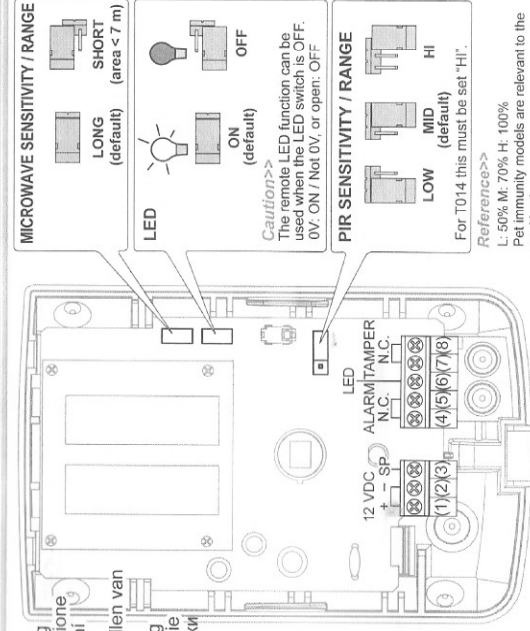 MICROWAVE SENSITIVITY / RANGE
LONG
(default)
SHORT
(area < 7 m)
LED
ON
(default)
OFF
Caution>>
The remote LED function can be
used when the LED switch is OFF.
0V: ON / Not 0V, or open: OFF
PIR SENSITIVITY / RANGE
LOW
MID
(default)
HI
For T014 this must be set "HI".
Reference>>
L: 50% M: 70% H: 100%
Pet immunity models are relevant to the
12 VDC
+ – SP
(1)(2)(3)
LED
ALARM TAMPER
N.C. N.C.
(4)(5)(6)(7)(8)
ione
llen van